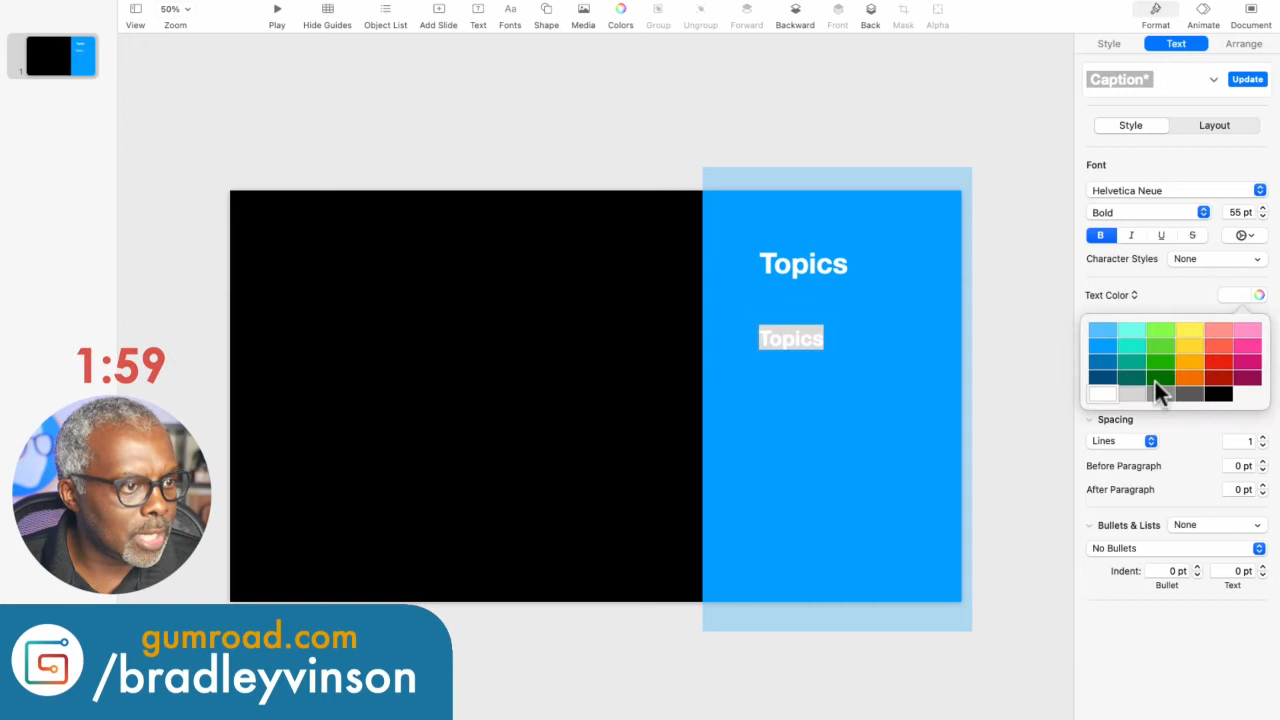 50%
View
Zoom
Play
Hide Guides
Object List
Add Slide
Text
Fonts
Shape
Media
Colors
Group
Ungroup
Forward
Backward
Front
Back
Mask
Alpha
Format
Animate
Document
Style
Text
Arrange
1
Caption*
Update
Style
Layout
Font
Helvetica Neue
Bold
55 pt
B
I
U
S
Character Styles
None
Text Color
Topics
Topics
1:59
Spacing
Lines
1
Before Paragraph
0 pt
After Paragraph
0 pt
Bullets & Lists
None
No Bullets
Indent:
0 pt
0 pt
Bullet
Text
gumroad.com
/bradleyvinson